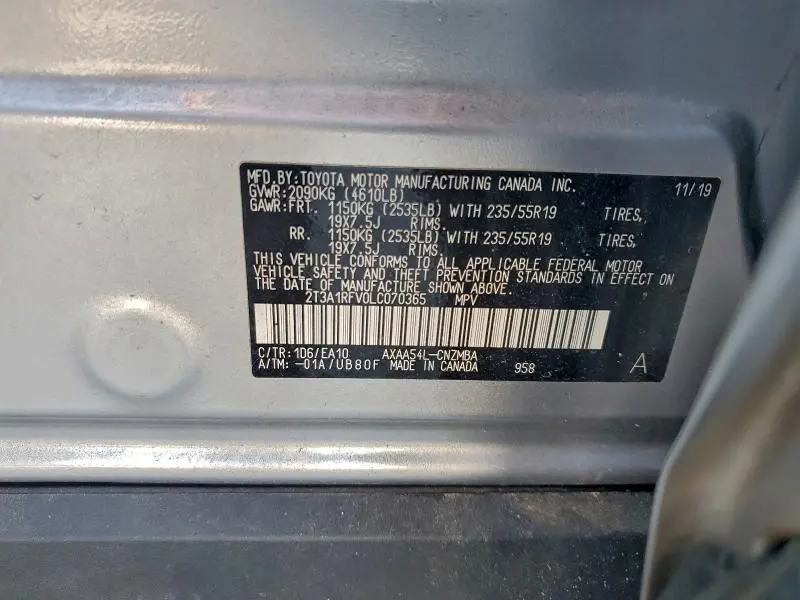 MFD.BY:TOYOTA MOTOR MANUFACTURING CANADA INC. 11/19
GVWR:2090KG (4610LB)
GAWR:FRT. 1150KG (2535LB) WITH 235/55R19 TIRES,
19X7.5J RIMS.
RR. 1150KG (2535LB) WITH 235/55R19 TIRES,
19X7.5J RIMS.
THIS VEHICLE CONFORMS TO ALL APPLICABLE FEDERAL MOTOR
VEHICLE SAFETY AND THEFT PREVENTION STANDARDS IN EFFECT ON
THE DATE OF MANUFACTURE SHOWN ABOVE.
2T3A1RFV0LC070365 MPV
C/TR:1D6/EA10 AXAA54L-CNZMBA
A/TM:-01A/UB80F MADE IN CANADA 958 A